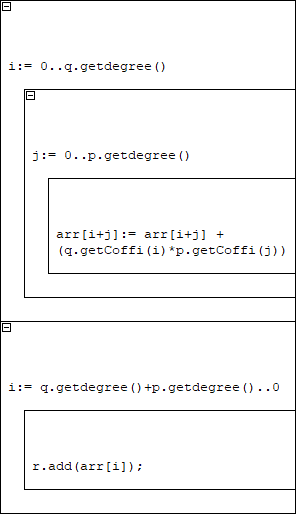 i:= 0..q.getdegree()
j:= 0..p.getdegree()
arr[i+j]:= arr[i+j] +
(q.getCoffi(i)*p.getCoffi(j))
i:= q.getdegree()+p.getdegree()..0
r.add(arr[i]);